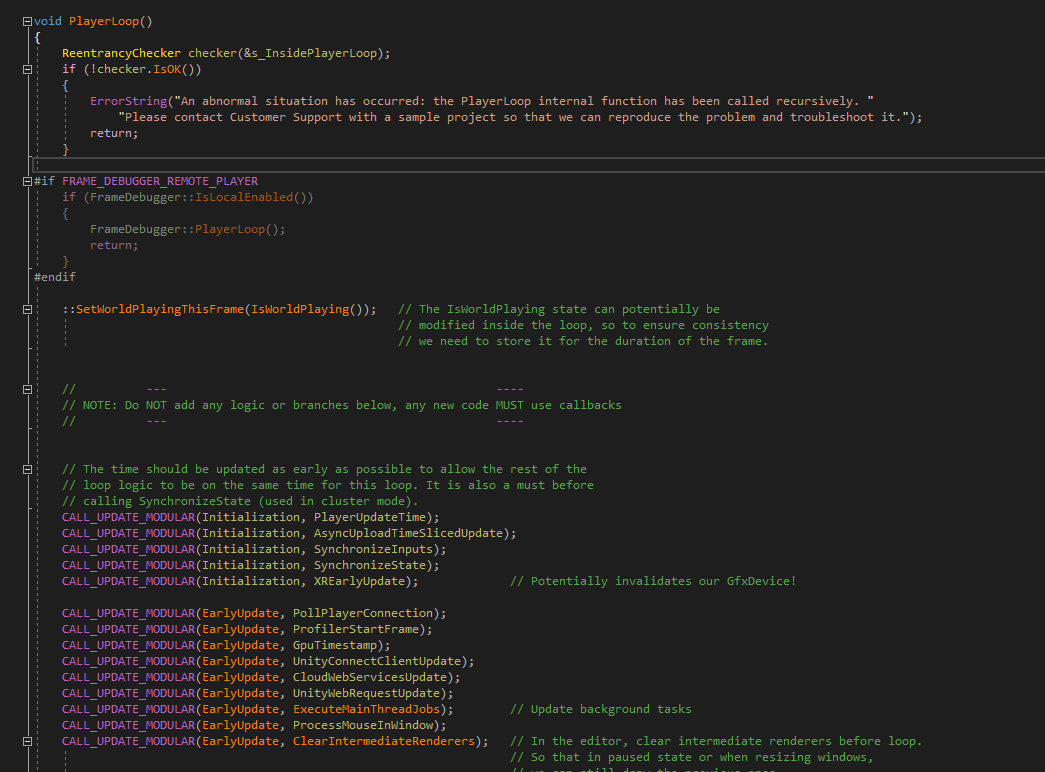 void PlayerLoop()
{
    ReentrancyChecker checker(&s_InsidePlayerLoop);
    if (!checker.IsOK())
    {
        ErrorString("An abnormal situation has occurred: the PlayerLoop internal function has been called recursively. "
            "Please contact Customer Support with a sample project so that we can reproduce the problem and troubleshoot it.");
        return;
    }
#if FRAME_DEBUGGER_REMOTE_PLAYER
    if (FrameDebugger::IsLocalEnabled())
    {
        FrameDebugger::PlayerLoop();
        return;
    }
#endif
    ::SetWorldPlayingThisFrame(IsWorldPlaying());   // The IsWorldPlaying state can potentially be
                                                    // modified inside the loop, so to ensure consistency
                                                    // we need to store it for the duration of the frame.
    //          ---                                               ----
    // NOTE: Do NOT add any logic or branches below, any new code MUST use callbacks
    //          ---                                               ----
    // The time should be updated as early as possible to allow the rest of the
    // loop logic to be on the same time for this loop. It is also a must before
    // calling SynchronizeState (used in cluster mode).
    CALL_UPDATE_MODULAR(Initialization, PlayerUpdateTime);
    CALL_UPDATE_MODULAR(Initialization, AsyncUploadTimeSlicedUpdate);
    CALL_UPDATE_MODULAR(Initialization, SynchronizeInputs);
    CALL_UPDATE_MODULAR(Initialization, SynchronizeState);
    CALL_UPDATE_MODULAR(Initialization, XREarlyUpdate);             // Potentially invalidates our GfxDevice!
    CALL_UPDATE_MODULAR(EarlyUpdate, PollPlayerConnection);
    CALL_UPDATE_MODULAR(EarlyUpdate, ProfilerStartFrame);
    CALL_UPDATE_MODULAR(EarlyUpdate, GpuTimestamp);
    CALL_UPDATE_MODULAR(EarlyUpdate, UnityConnectClientUpdate);
    CALL_UPDATE_MODULAR(EarlyUpdate, CloudWebServicesUpdate);
    CALL_UPDATE_MODULAR(EarlyUpdate, UnityWebRequestUpdate);
    CALL_UPDATE_MODULAR(EarlyUpdate, ExecuteMainThreadJobs);        // Update background tasks
    CALL_UPDATE_MODULAR(EarlyUpdate, ProcessMouseInWindow);
    CALL_UPDATE_MODULAR(EarlyUpdate, ClearIntermediateRenderers);   // In the editor, clear intermediate renderers before loop.
                                                                    // So that in paused state or when resizing windows,